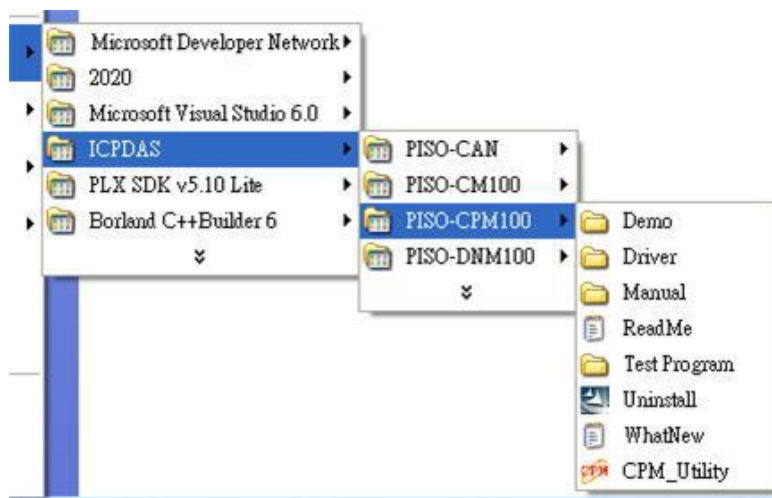 Microsoft Developer Network
2020
Microsoft Visual Studio 6.0
ICPDAS
PLX SDK v5.10 Lite
Borland C++Builder 6
PISO-CAN
PISO-CM100
PISO-CPM100
PISO-DNM100
Demo
Driver
Manual
ReadMe
Test Program
Uninstall
WhatNew
CPM CPM_Utility